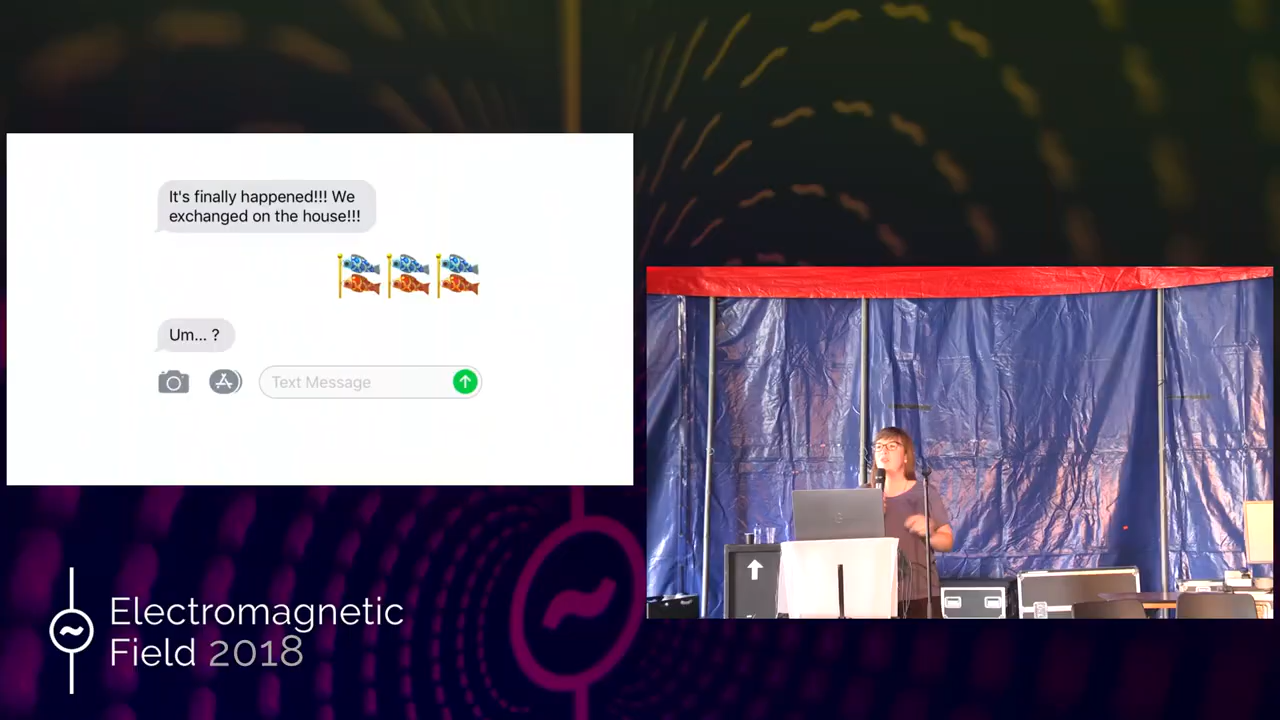 It's finally happened!!! We
exchanged on the house!!!
Um... ?
Text Message
Electromagnetic
Field 2018